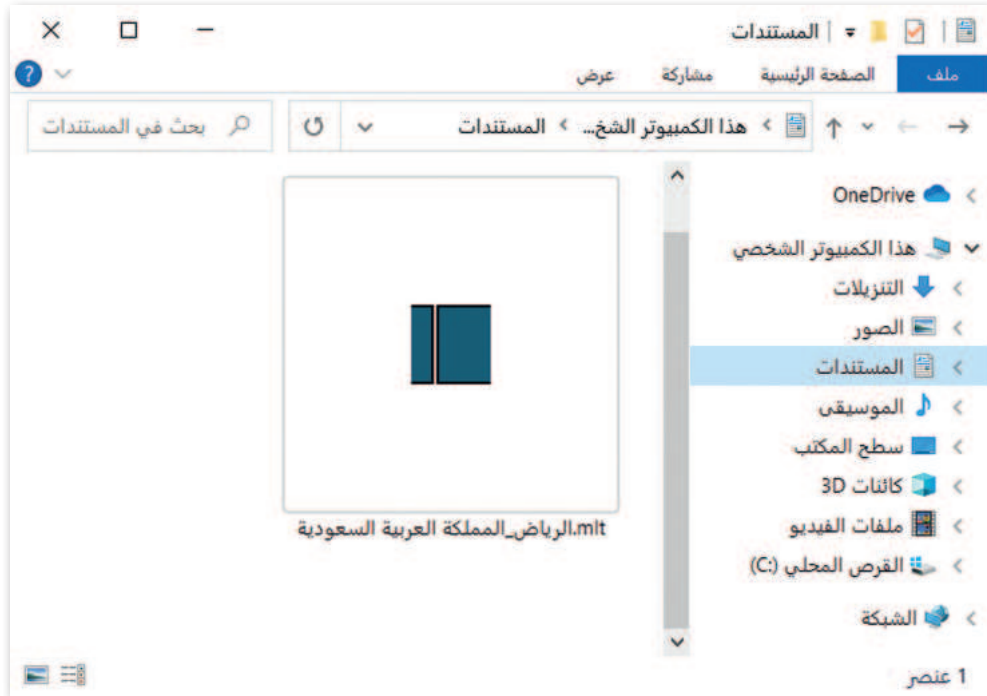 المستندات
ملف الصفحة الرئيسية مشاركة عرض
هذا الكمبيوتر الشخ... › المستندات
بحث في المستندات
OneDrive
هذا الكمبيوتر الشخصي
التنزيلات
الصور
المستندات
الموسيقى
سطح المكتب
كائنات 3D
ملفات الفيديو
القرص المحلي (C:)
الشبكة
الرياض_المملكة العربية السعودية.mlt
1 عنصر